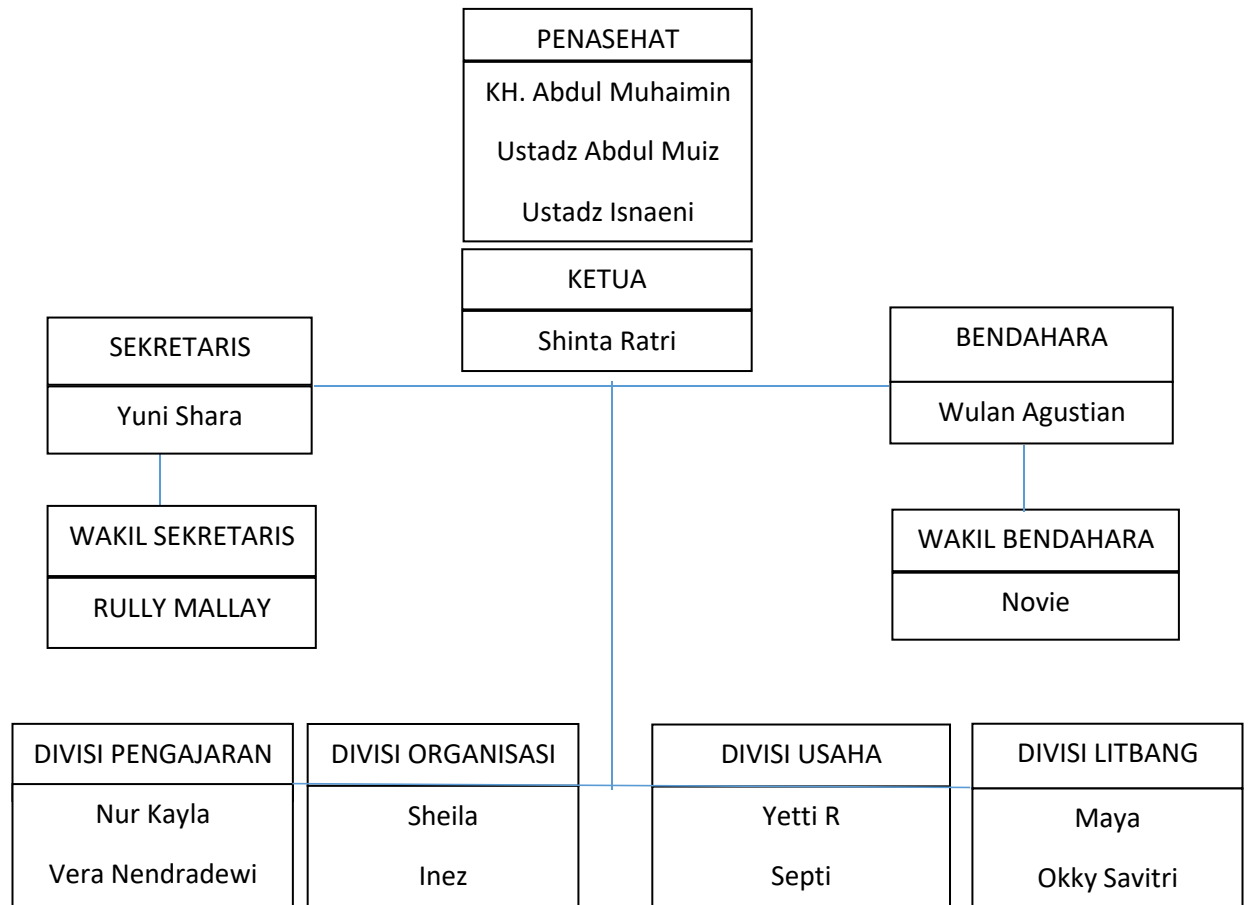 PENASEHAT
KH. Abdul Muhaimin
Ustadz Abdul Muiz
Ustadz Isnaeni
KETUA
Shinta Ratri
SEKRETARIS
Yuni Shara
BENDAHARA
Wulan Agustian
WAKIL SEKRETARIS
RULLY MALLAY
WAKIL BENDAHARA
Novie
DIVISI PENGAJARAN
Nur Kayla
Vera Nendradewi
DIVISI ORGANISASI
Sheila
Inez
DIVISI USAHA
Yetti R
Septi
DIVISI LITBANG
Maya
Okky Savitri